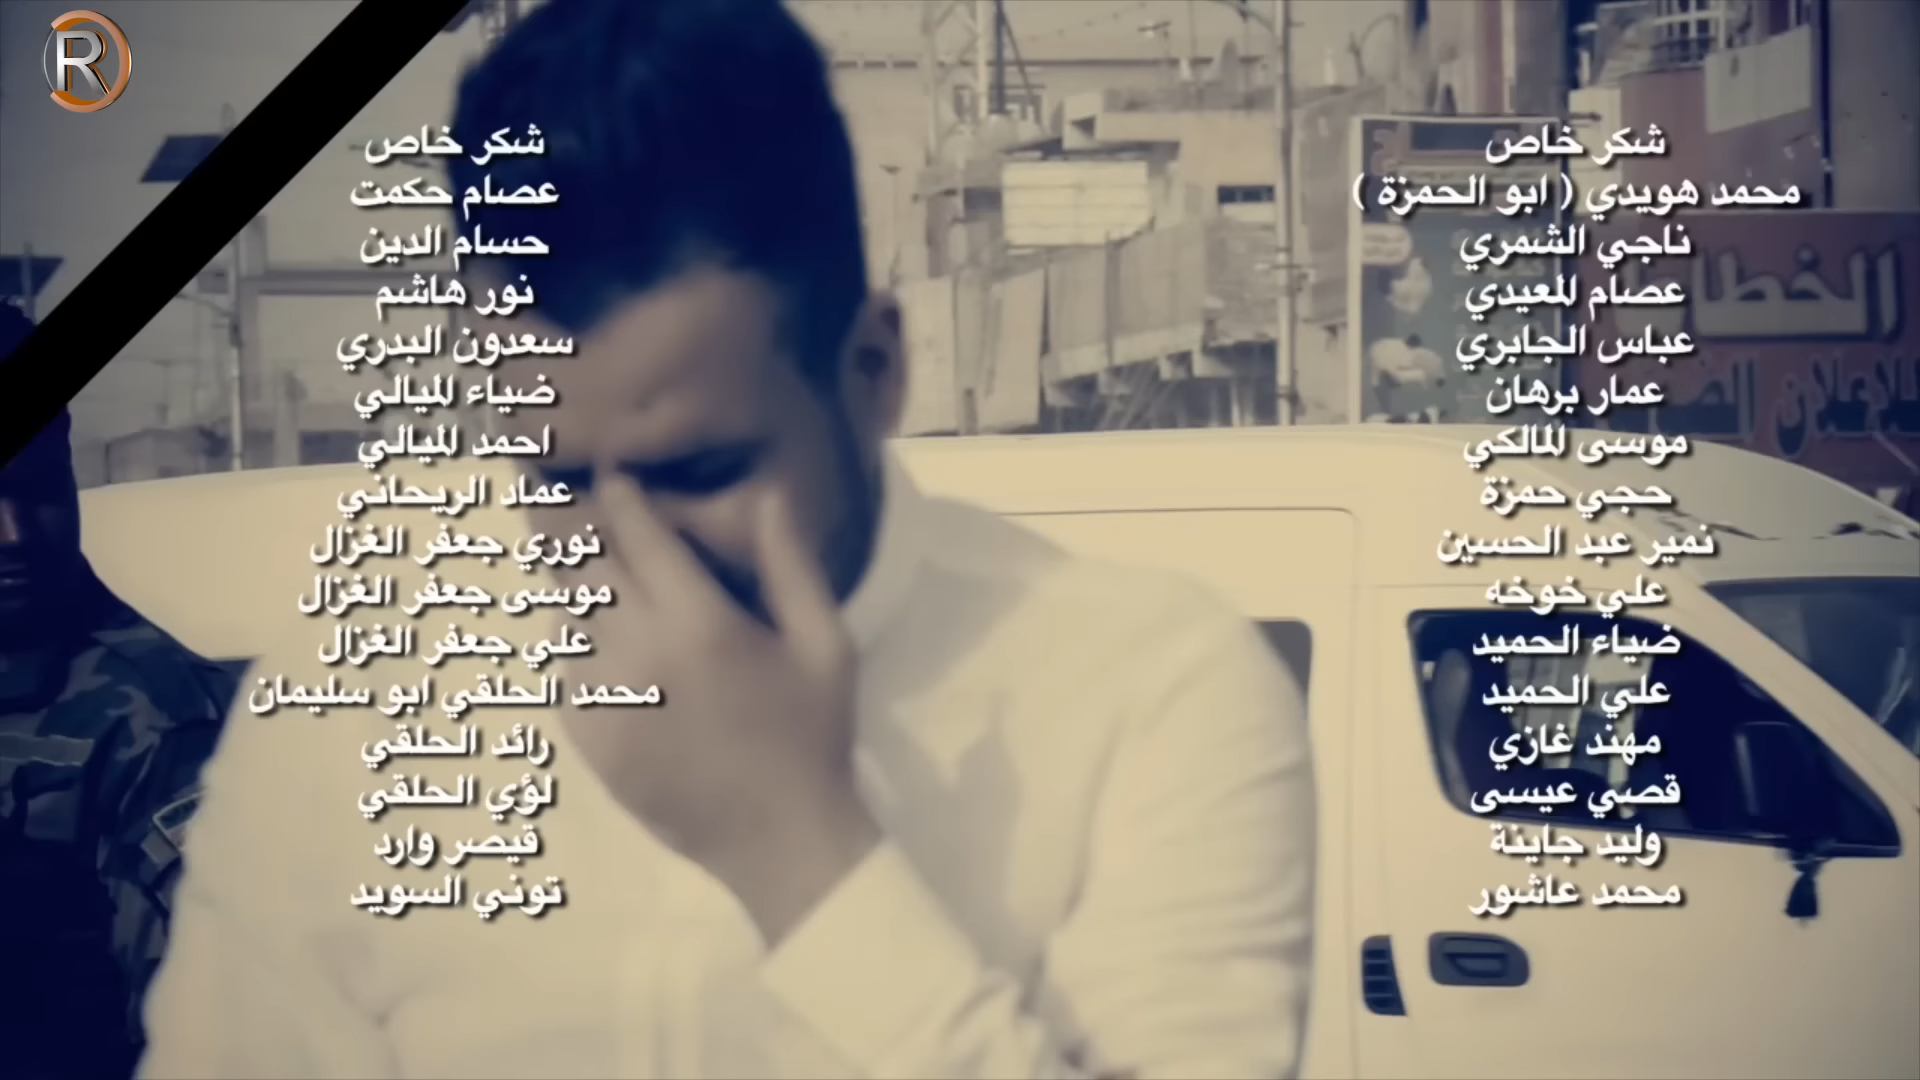 R
شكر خاص
محمد هويدي ( ابو الحمزة )
ناجي الشمري
عصام المعيدي
عباس الجابري
عمار برهان
موسى المالكي
حجي حمزة
نمير عبد الحسين
علي خوخه
ضياء الحميد
علي الحميد
مهند غازي
قصي عيسى
وليد جاينة
محمد عاشور
شكر خاص
عصام حكمت
حسام الدين
نور هاشم
سعدون البدري
ضياء الميالي
احمد الميالي
عماد الريحاني
نوري جعفر الغزال
موسى جعفر الغزال
علي جعفر الغزال
محمد الحلقي ابو سليمان
رائد الحلقي
لؤي الحلقي
قيصر وارد
توني السويد
الخطا
للاعلان